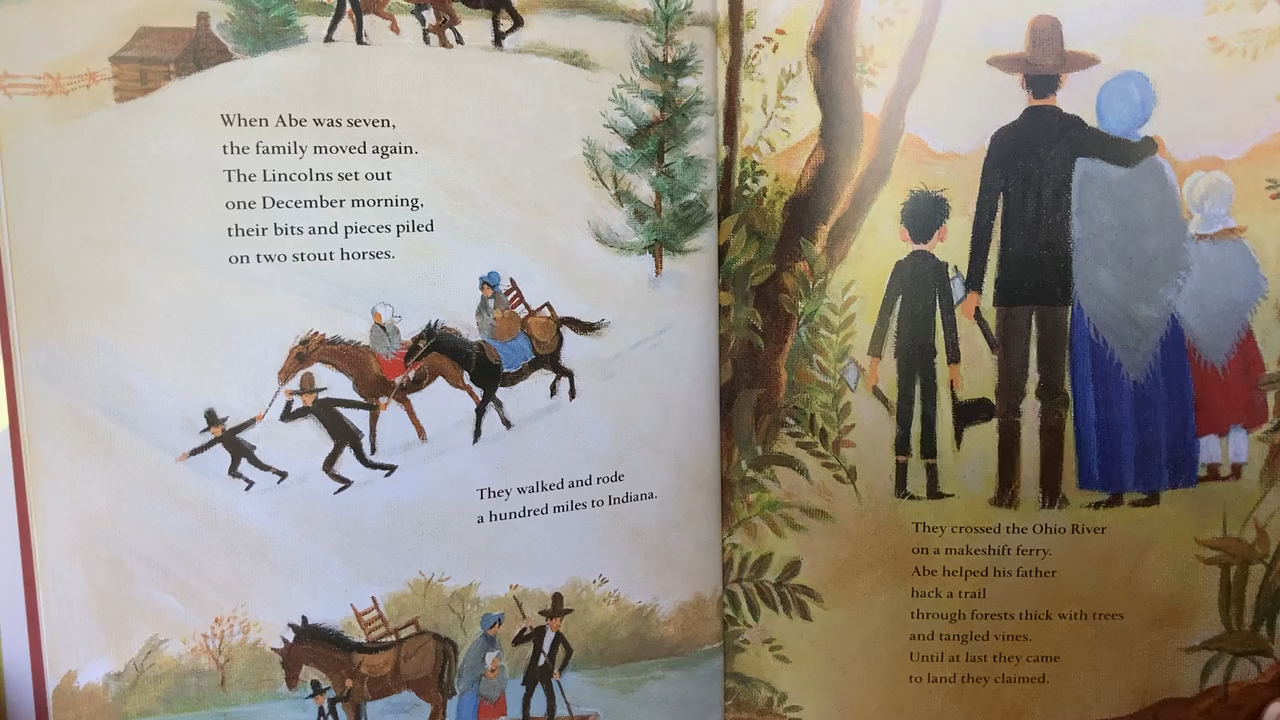 When Abe was seven,
the family moved again.
The Lincolns set out
one December morning,
their bits and pieces piled
on two stout horses.
They walked and rode
a hundred miles to Indiana.
They crossed the Ohio River
on a makeshift ferry.
Abe helped his father
hack a trail
through forests thick with trees
and tangled vines.
Until at last they came
to land they claimed.